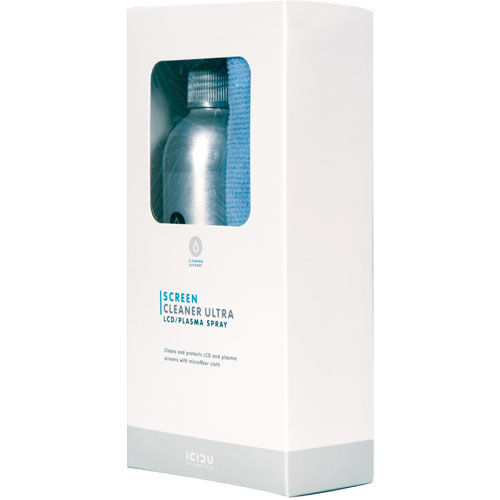 CLEANING
SUPPORT
SCREEN
CLEANER ULTRA
LCD/PLASMA SPRAY
Cleans and protects LCD and plasma
screens with microfiber cloth
ICIDU